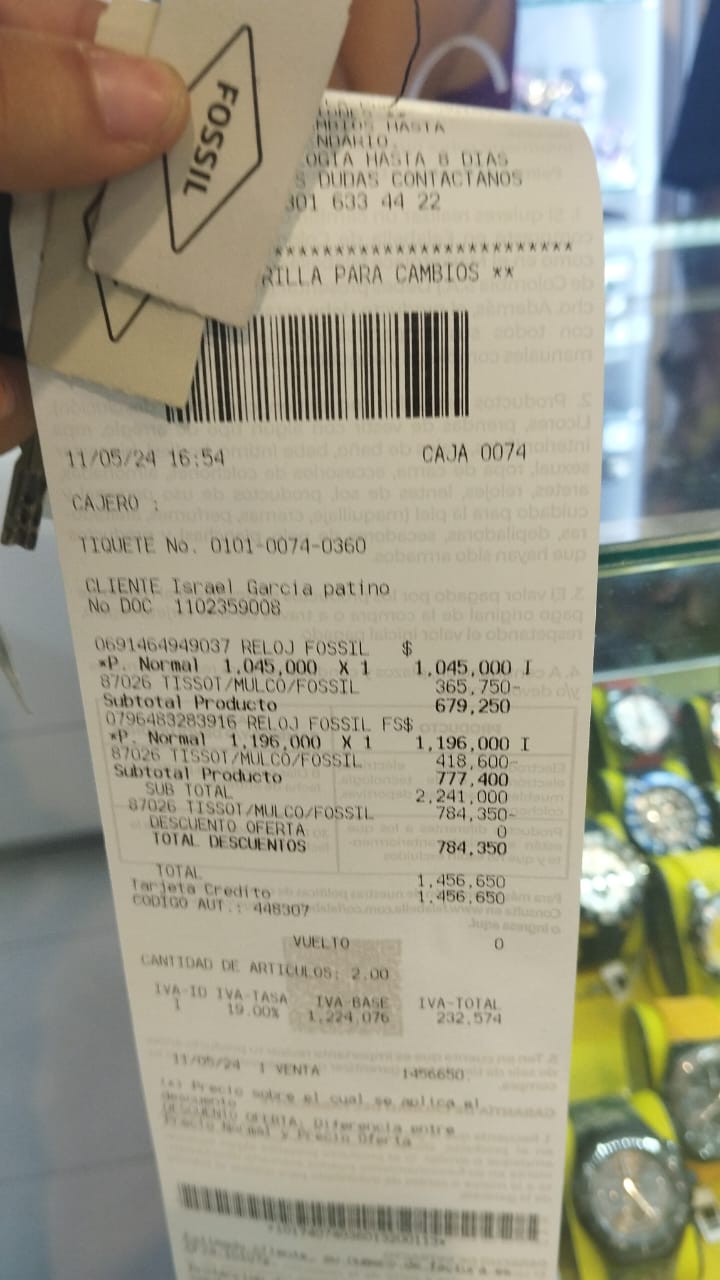 FOSSIL
MBIOS HASTA
NDARIO.
OGIA HASTA 8 DIAS
S DUDAS CONTACTANOS
301 633 44 22
*************************
RILLA PARA CAMBIOS **
11/05/24 16:54 CAJA 0074
CAJERO :
TIQUETE No. 0101-0074-0360
CLIENTE Israel Garcia patino
No DOC 1102359008
0691464949037 RELOJ FOSSIL $
*P. Normal 1,045,000 X 1 1,045,000 I
87026 TISSOT/MULCO/FOSSIL 365,750-
Subtotal Producto 679,250
0796483283916 RELOJ FOSSIL FS$
*P. Normal 1,196,000 X 1 1,196,000 I
87026 TISSOT/MULCO/FOSSIL 418,600-
Subtotal Producto 777,400
SUB TOTAL 2,241,000
87026 TISSOT/MULCO/FOSSIL 784,350-
DESCUENTO OFERTA 0
TOTAL DESCUENTOS 784,350
TOTAL 1,456,650
Tarjeta Credito 1,456,650
CODIGO AUT.: 448307
VUELTO 0
CANTIDAD DE ARTICULOS: 2.00
IVA-ID IVA-TASA IVA-BASE IVA-TOTAL
1 19.00% 1,224,076 232,574
11/05/24 1 VENTA 1456650
(*) Precio sobre el cual se aplica el
descuento
DESCUENTO OFERTA: Diferencia entre
Precio Normal y Precio Oferta